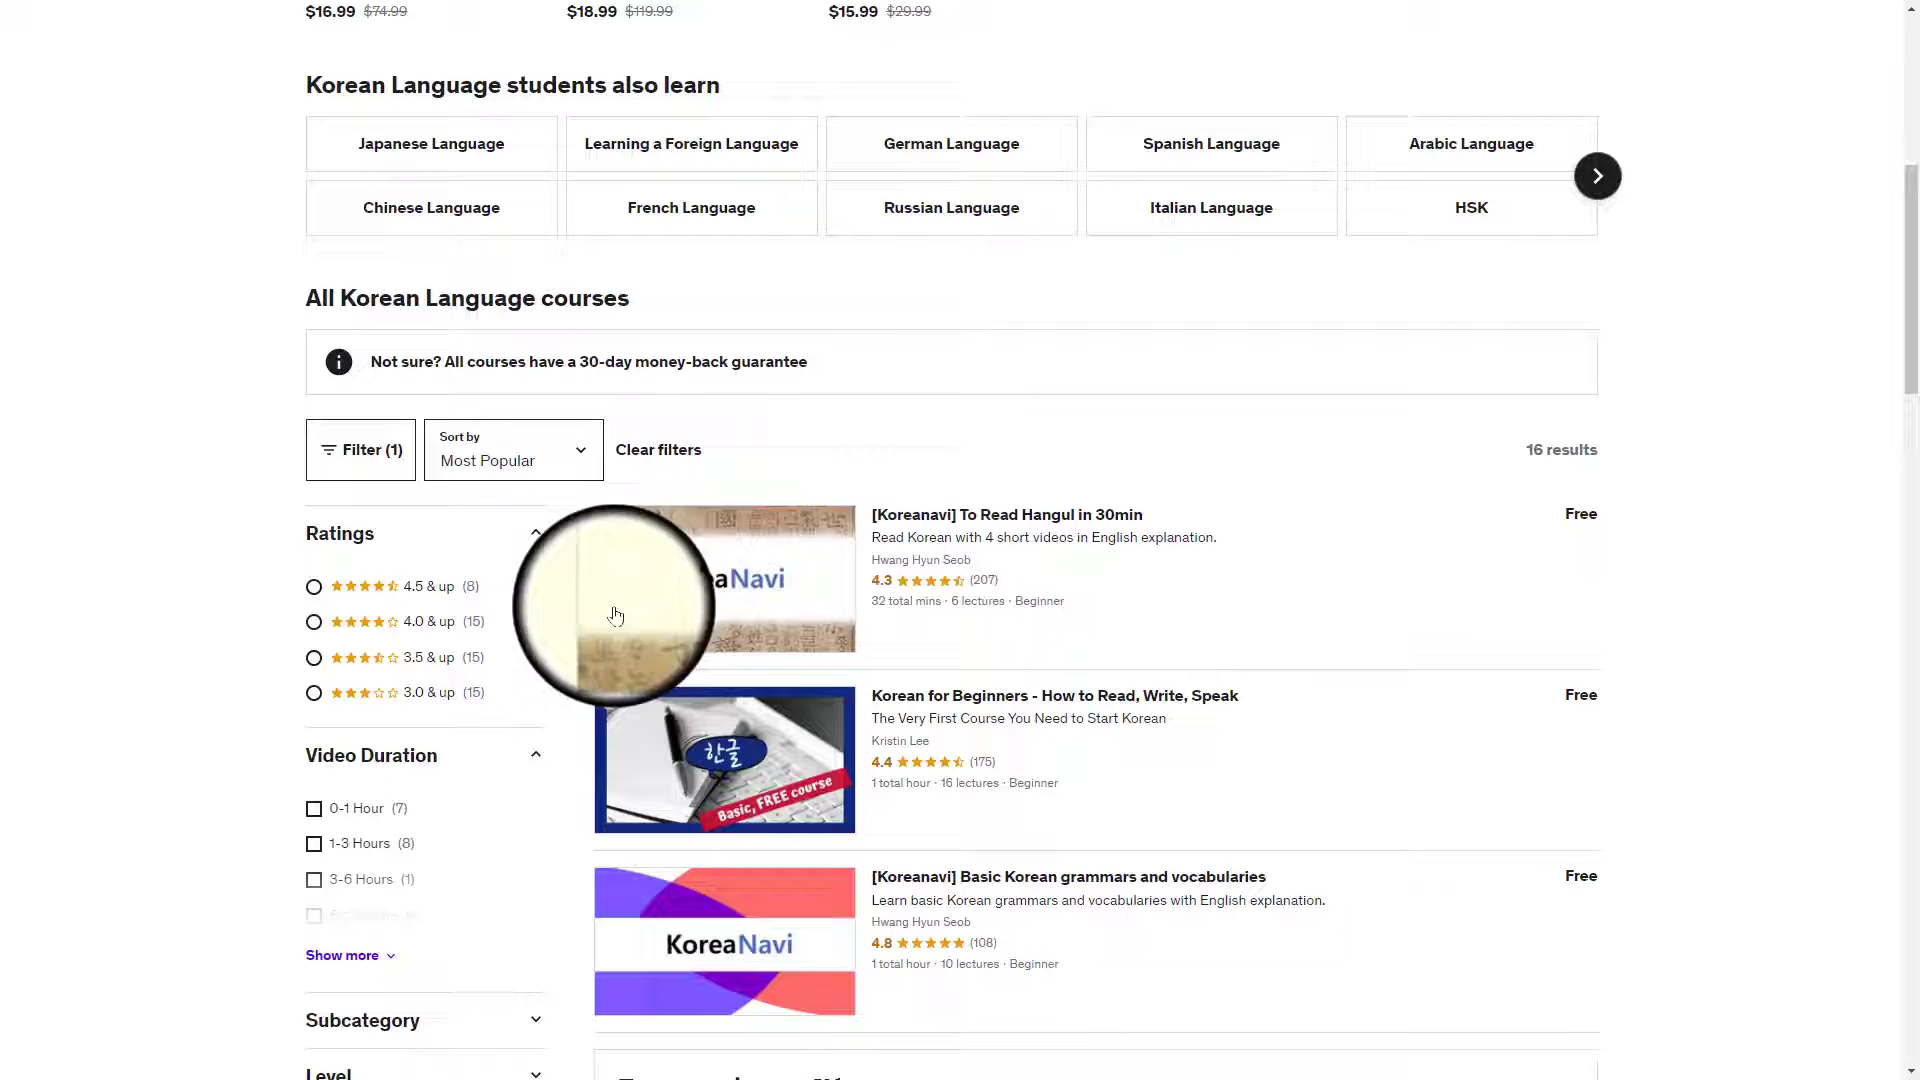 $16.99 $74.99
$18.99 $119.99
$15.99 $29.99
Korean Language students also learn
Japanese Language
Learning a Foreign Language
German Language
Spanish Language
Arabic Language
Chinese Language
French Language
Russian Language
Italian Language
HSK
All Korean Language courses
Not sure? All courses have a 30-day money-back guarantee
Filter (1)
Sort by
Most Popular
Clear filters
16 results
Ratings
4.5 & up (8)
4.0 & up (15)
3.5 & up (15)
3.0 & up (15)
Video Duration
0-1 Hour (7)
1-3 Hours (8)
3-6 Hours (1)
Show more
Subcategory
Level
aNavi
[Koreanavi] To Read Hangul in 30min
Free
Read Korean with 4 short videos in English explanation.
Hwang Hyun Seob
4.3 (207)
32 total mins · 6 lectures · Beginner
한글
Basic, FREE course
Korean for Beginners - How to Read, Write, Speak
Free
The Very First Course You Need to Start Korean
Kristin Lee
4.4 (175)
1 total hour · 16 lectures · Beginner
KoreaNavi
[Koreanavi] Basic Korean grammars and vocabularies
Free
Learn basic Korean grammars and vocabularies with English explanation.
Hwang Hyun Seob
4.8 (108)
1 total hour · 10 lectures · Beginner